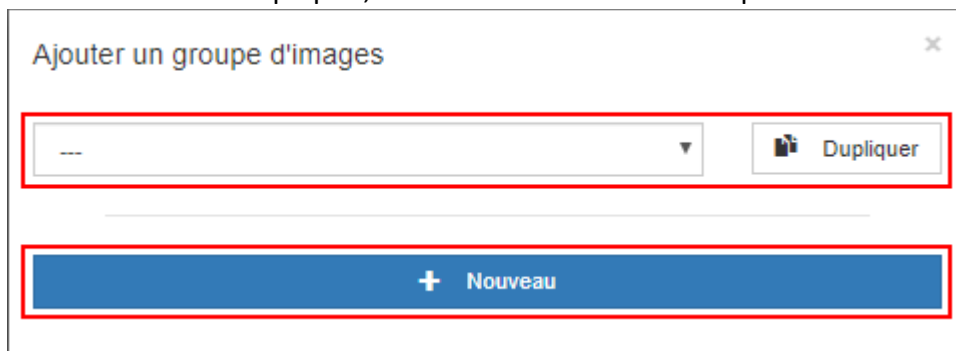 Ajouter un groupe d'images ×
--- Dupliquer
+ Nouveau